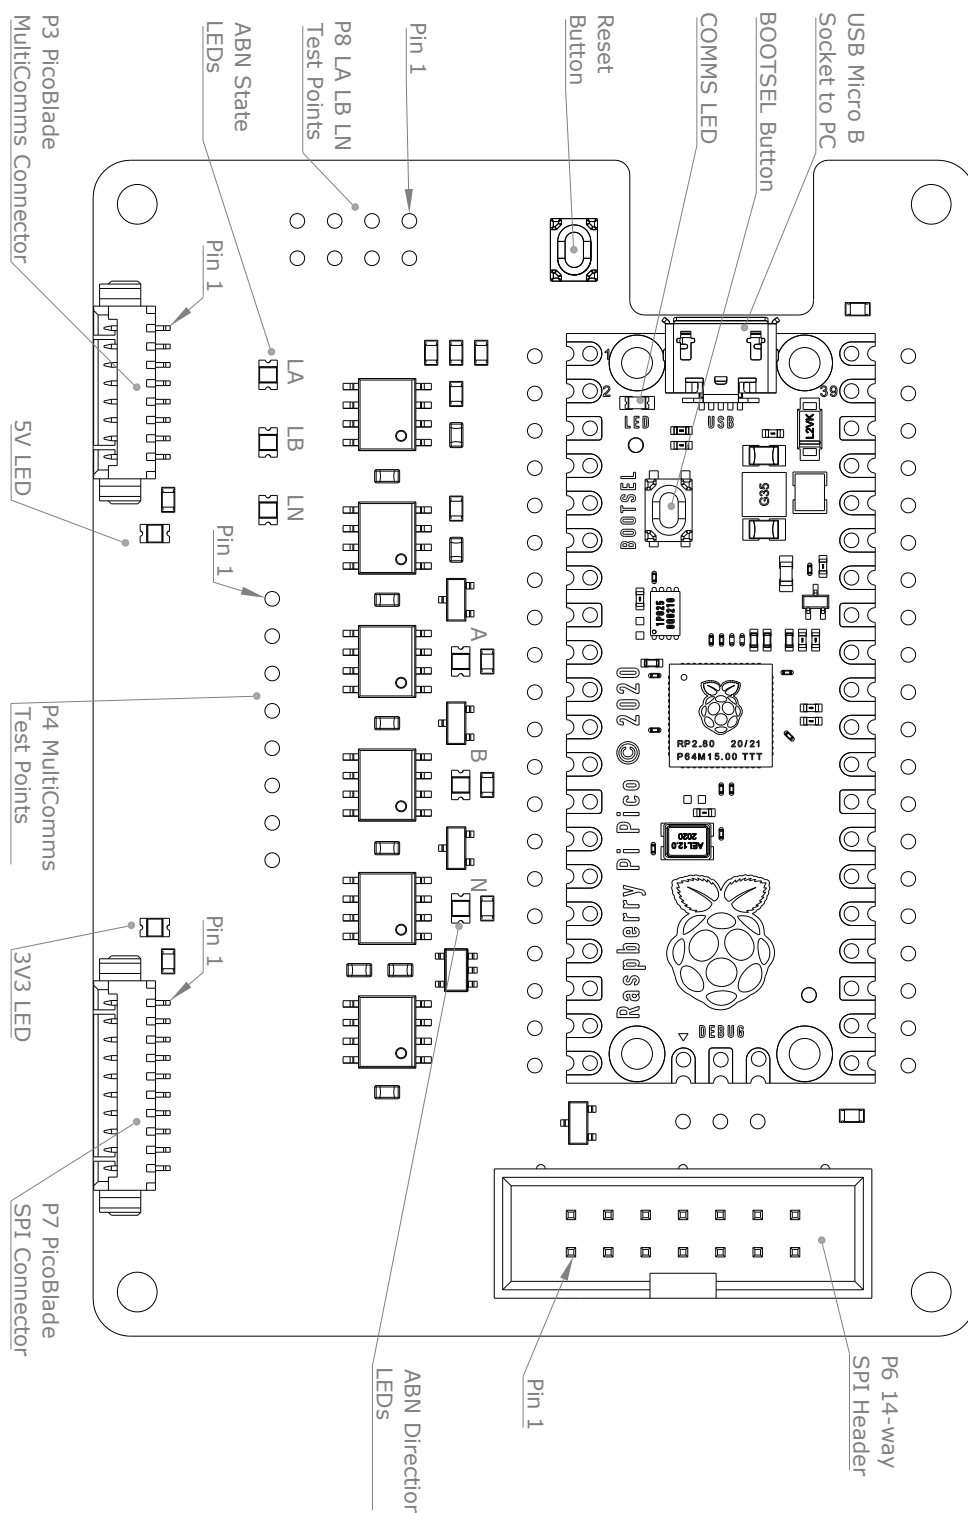 P3 PicoBlade
MultiComms Connector
ABN State
LEDs
P8 LA LB LN
Test Points
Pin 1
Reset
Button
COMMS LED
BOOTSEL Button
USB Micro B
Socket to PC
Pin 1
LA
LB
LN
5V LED
Pin 1
P4 MultiComms
Test Points
A
B
N
1
2
39
LED
USB
BOOTSEL
L2VK
G35
1P025
RP2.60 20/21
P64M15.00 TTT
AEL12.0
2020
Raspberry Pi Pico © 2020
DEBUG
3V3 LED
Pin 1
P7 PicoBlade
SPI Connector
ABN Direction
LEDs
Pin 1
P6 14-way
SPI Header